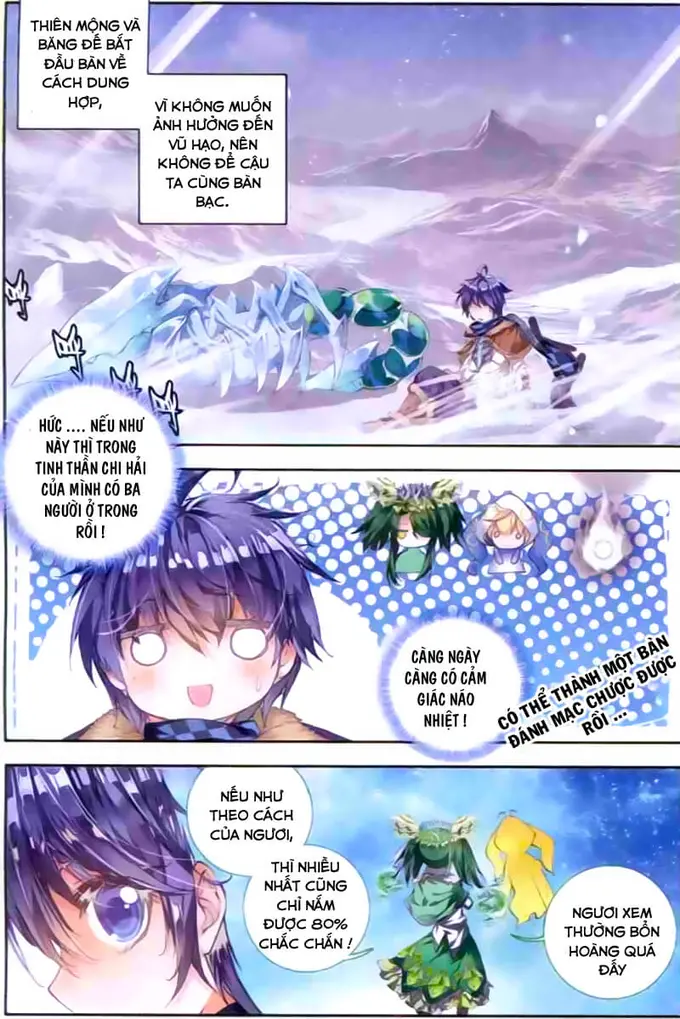 THIÊN MỘNG VÀ
BĂNG ĐẾ BẮT
ĐẦU BÀN VỀ
CÁCH DUNG
HỢP,
VÌ KHÔNG MUỐN
ẢNH HƯỞNG ĐẾN
VŨ HẠO, NÊN
KHÔNG ĐỂ CẬU
TA CÙNG BÀN
BẠC.
HỨC .... NẾU NHƯ
NÀY THÌ TRONG
TINH THẦN CHI HẢI
CỦA MÌNH CÓ BA
NGƯỜI Ở TRONG
RỒI !
CÀNG NGÀY
CÀNG CÓ CẢM
GIÁC NÁO
NHIỆT !
CÓ THỂ THÀNH MỘT BÀN
ĐÁNH MẠC CHƯỢC ĐƯỢC
RỒI ...
NẾU NHƯ
THEO CÁCH
CỦA NGƯƠI,
THÌ NHIỀU
NHẤT CŨNG
CHỈ NẮM
ĐƯỢC 80%
CHẮC CHẮN !
NGƯƠI XEM
THƯỜNG BỔN
HOÀNG QUÁ
ĐẤY